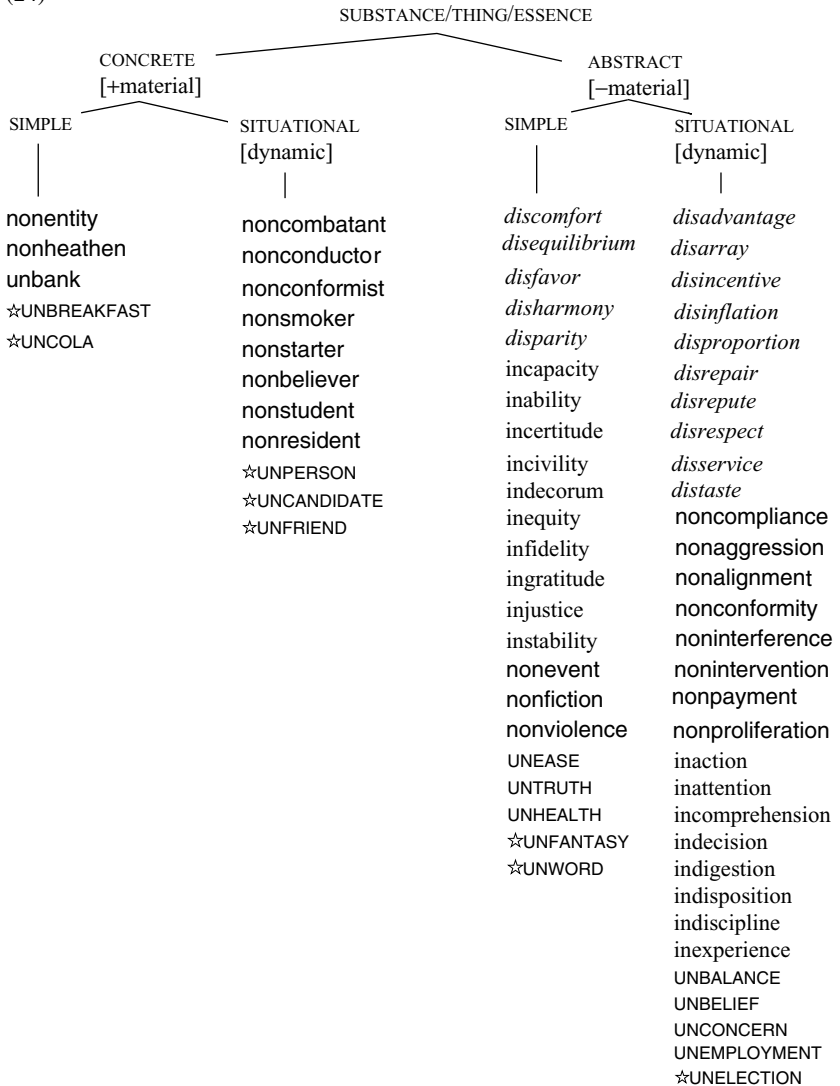 SUBSTANCE/THING/ESSENCE
CONCRETE
[+material]
ABSTRACT
[−material]
SIMPLE
SITUATIONAL
[dynamic]
SIMPLE
SITUATIONAL
[dynamic]
nonentity
nonheathen
unbank
☆UNBREAKFAST
☆UNCOLA
noncombatant
nonconductor
nonconformist
nonsmoker
nonstarter
nonbeliever
nonstudent
nonresident
☆UNPERSON
☆UNCANDIDATE
☆UNFRIEND
discomfort
disequilibrium
disfavor
disharmony
disparity
incapacity
inability
incertitude
incivility
indecorum
inequity
infidelity
ingratitude
injustice
instability
nonevent
nonfiction
nonviolence
UNEASE
UNTRUTH
UNHEALTH
☆UNFANTASY
☆UNWORD
disadvantage
disarray
disincentive
disinflation
disproportion
disrepair
disrepute
disrespect
disservice
distaste
noncompliance
nonaggression
nonalignment
nonconformity
noninterference
nonintervention
nonpayment
nonproliferation
inaction
inattention
incomprehension
indecision
indigestion
indisposition
indiscipline
inexperience
UNBALANCE
UNBELIEF
UNCONCERN
UNEMPLOYMENT
☆UNELECTION